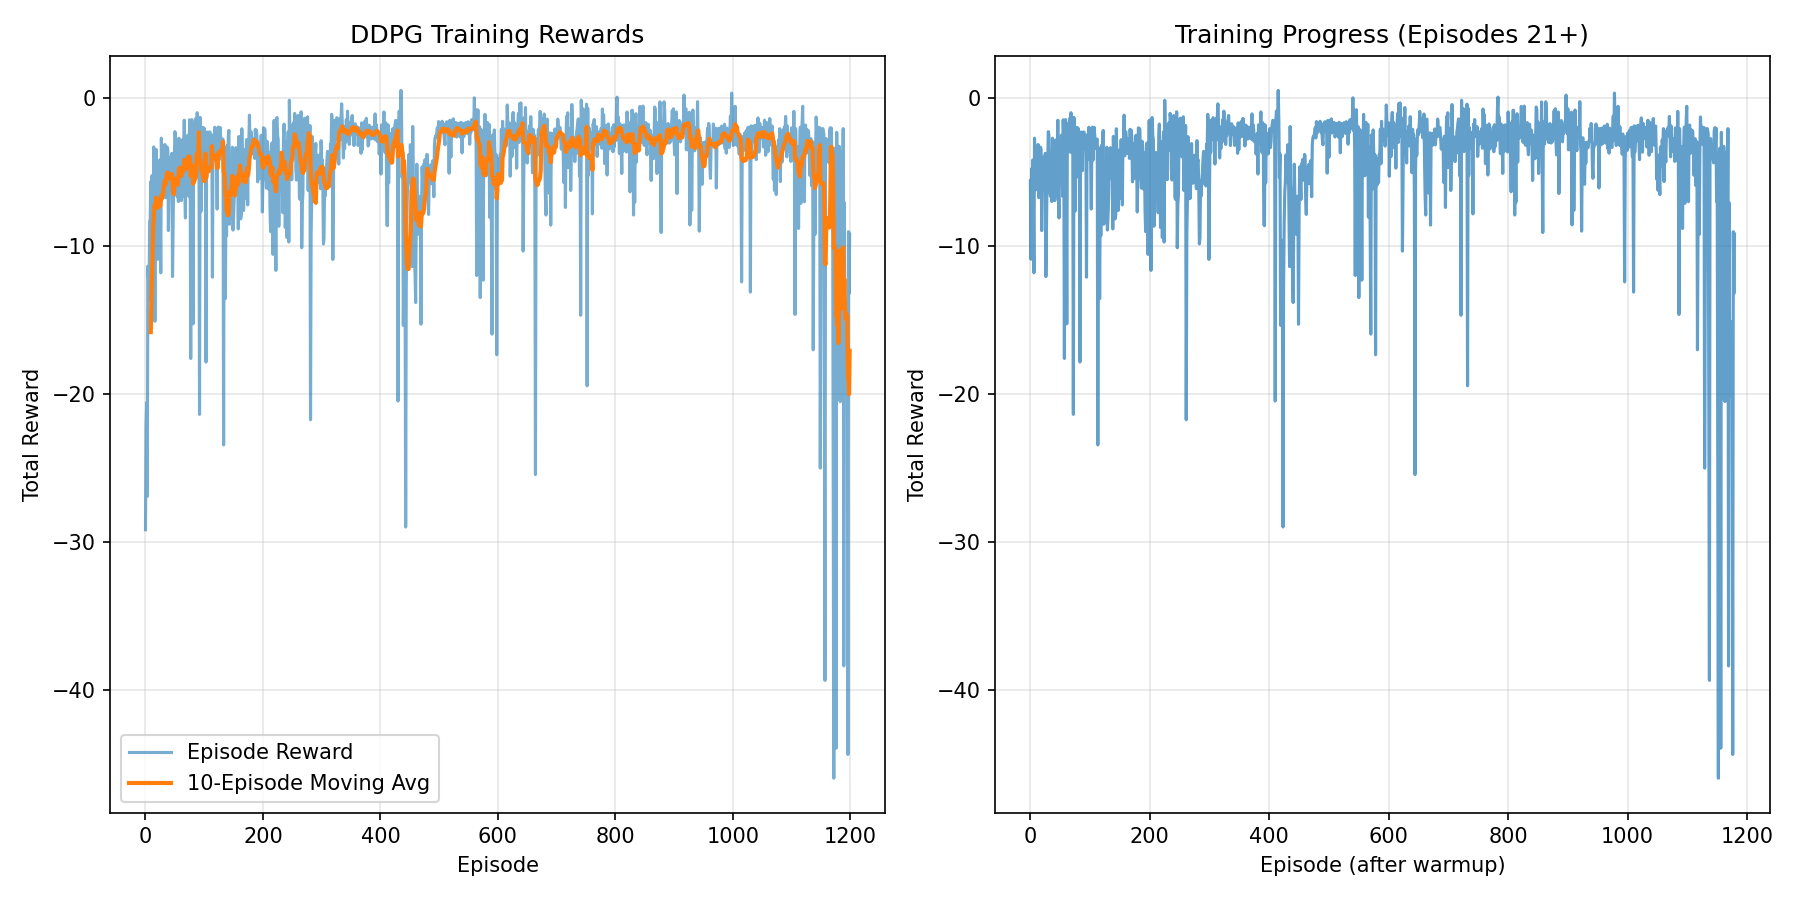 DDPG Training Rewards
Total Reward
0
−10
−20
−30
−40
Episode Reward
10-Episode Moving Avg
0 200 400 600 800 1000 1200
Episode
Training Progress (Episodes 21+)
Total Reward
0
−10
−20
−30
−40
0 200 400 600 800 1000 1200
Episode (after warmup)